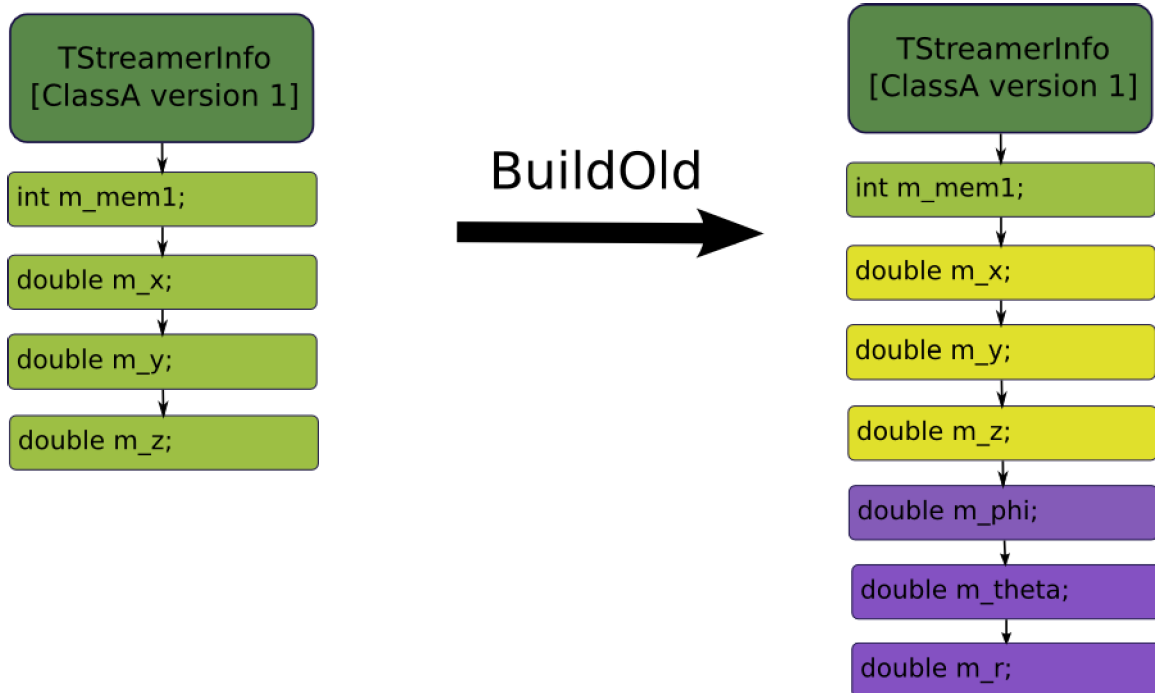 TStreamerInfo
[ClassA version 1]
int m_mem1;
double m_x;
double m_y;
double m_z;
BuildOld
TStreamerInfo
[ClassA version 1]
int m_mem1;
double m_x;
double m_y;
double m_z;
double m_phi;
double m_theta;
double m_r;